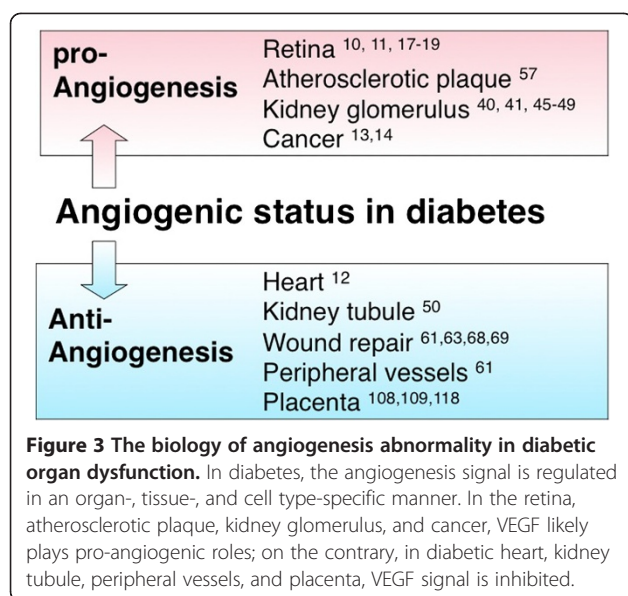 pro-
Angiogenesis
Retina 10, 11, 17-19
Atherosclerotic plaque 57
Kidney glomerulus 40, 41, 45-49
Cancer 13,14
Angiogenic status in diabetes
Anti-
Angiogenesis
Heart 12
Kidney tubule 50
Wound repair 61,63,68,69
Peripheral vessels 61
Placenta 108,109,118
Figure 3 The biology of angiogenesis abnormality in diabetic
organ dysfunction. In diabetes, the angiogenesis signal is regulated
in an organ-, tissue-, and cell type-specific manner. In the retina,
atherosclerotic plaque, kidney glomerulus, and cancer, VEGF likely
plays pro-angiogenic roles; on the contrary, in diabetic heart, kidney
tubule, peripheral vessels, and placenta, VEGF signal is inhibited.